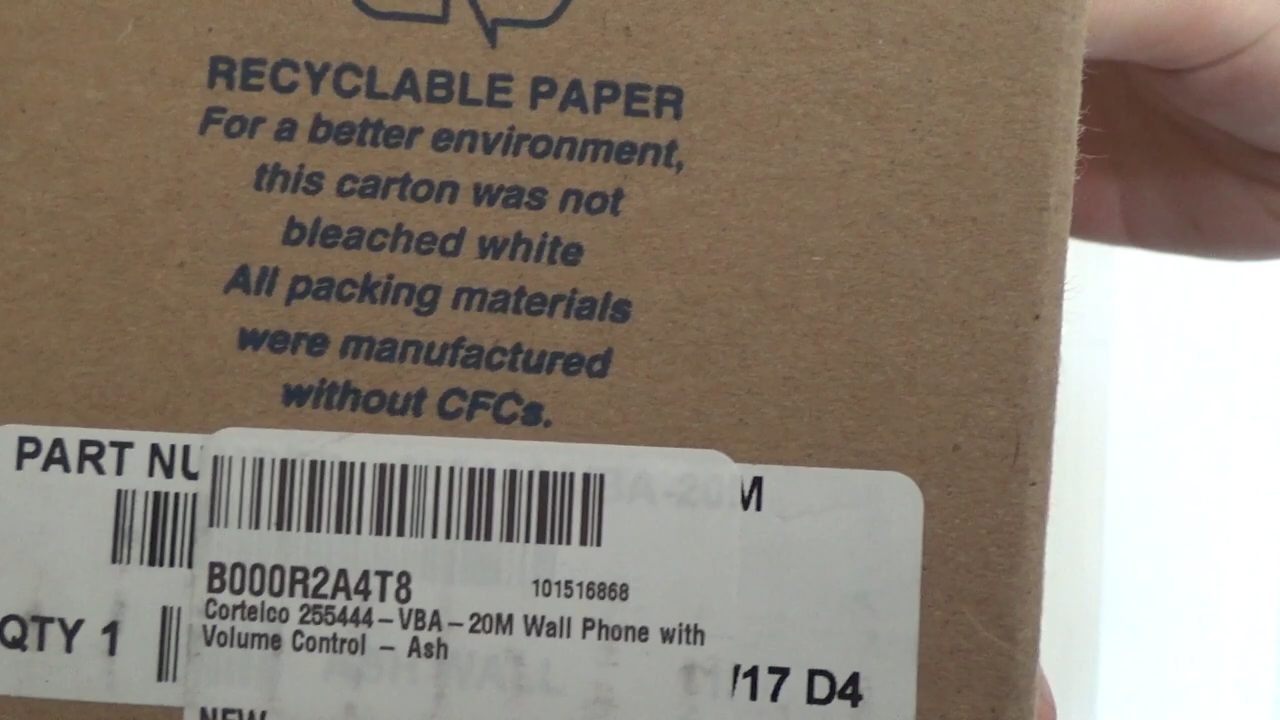 RECYCLABLE PAPER
For a better environment,
this carton was not
bleached white
All packing materials
were manufactured
without CFCs.
PART NU
M
B000R2A4T8 101516868
Cortelco 255444-VBA-20M Wall Phone with
Volume Control - Ash
QTY 1
/17 D4
NEW